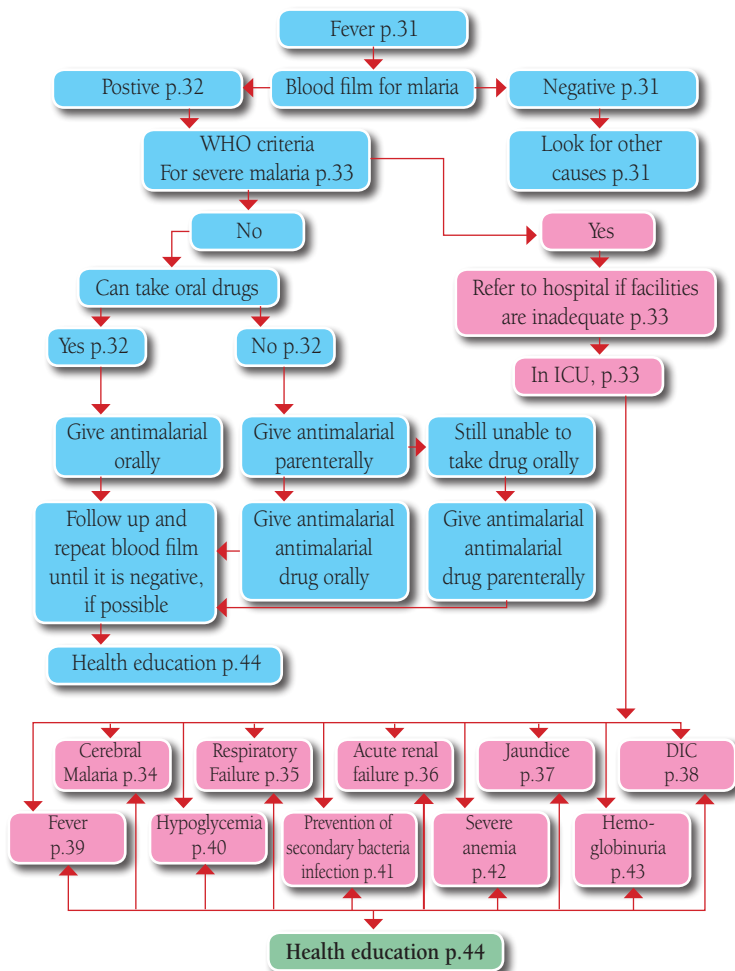 Fever p.31
Postive p.32
Blood film for mlaria
Negative p.31
WHO criteria
For severe malaria p.33
Look for other
causes p.31
No
Yes
Can take oral drugs
Refer to hospital if facilities
are inadequate p.33
Yes p.32
No p.32
In ICU, p.33
Give antimalarial
orally
Give antimalarial
parenterally
Still unable to
take drug orally
Follow up and
repeat blood film
until it is negative,
if possible
Give antimalarial
antimalarial
drug orally
Give antimalarial
antimalarial
drug parenterally
Health education p.44
Cerebral
Malaria p.34
Respiratory
Failure p.35
Acute renal
failure p.36
Jaundice
p.37
DIC
p.38
Fever
p.39
Hypoglycemia
p.40
Prevention of
secondary bacteria
infection p.41
Severe
anemia
p.42
Hemo-
globinuria
p.43
Health education p.44